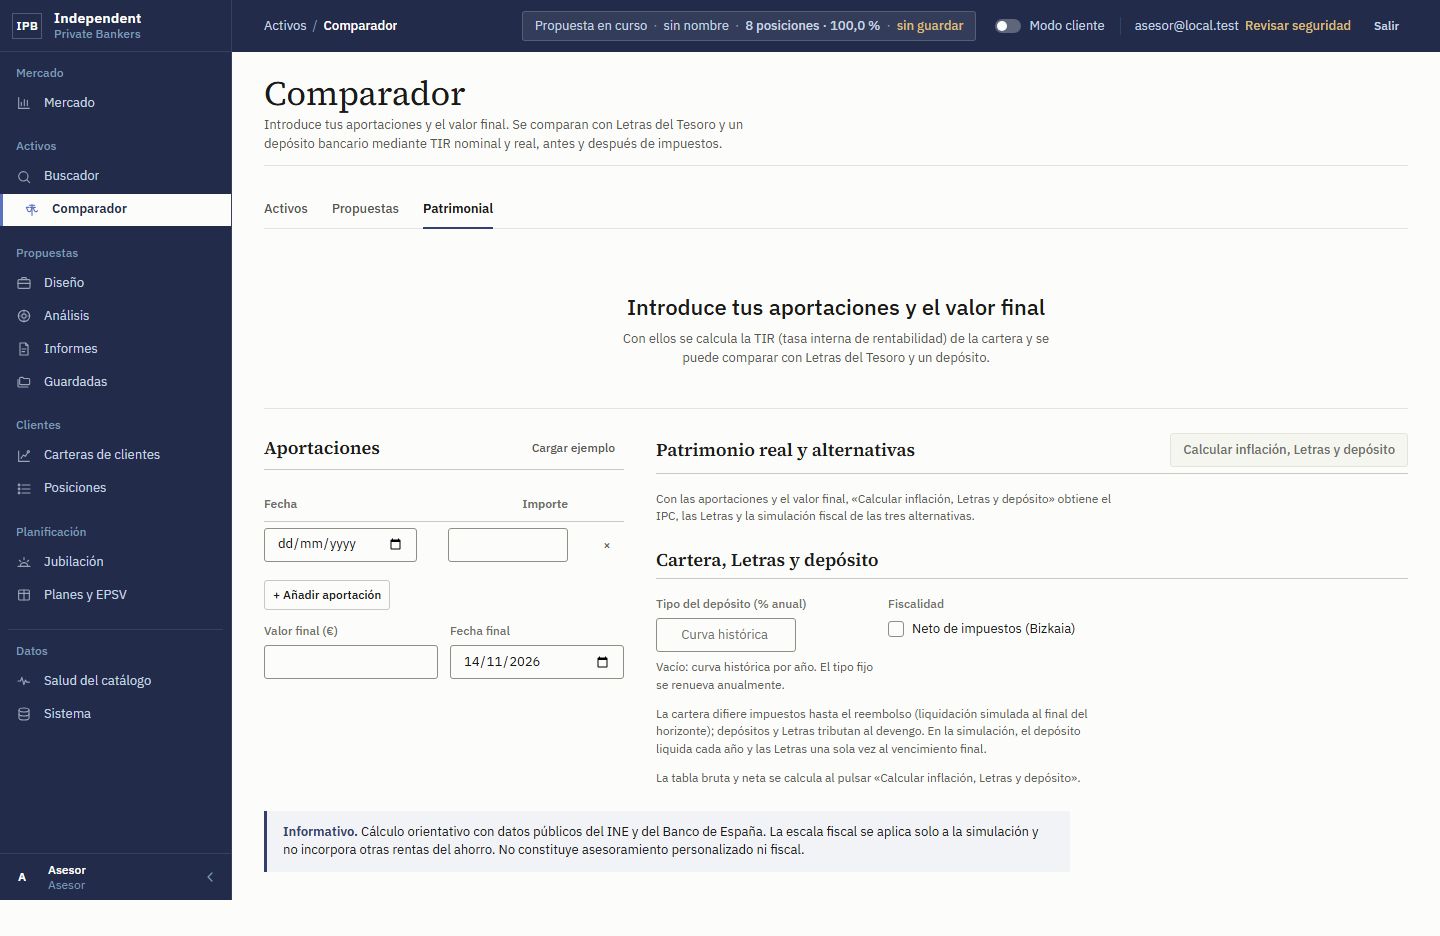 IPB
Independent
Private Bankers
Activos / Comparador
Propuesta en curso · sin nombre · 8 posiciones · 100,0 % · sin guardar
Modo cliente
asesor@local.test Revisar seguridad
Salir
Mercado
Mercado
Activos
Buscador
Comparador
Propuestas
Diseño
Análisis
Informes
Guardadas
Clientes
Carteras de clientes
Posiciones
Planificación
Jubilación
Planes y EPSV
Datos
Salud del catálogo
Sistema
A
Asesor
Asesor
Comparador
Introduce tus aportaciones y el valor final. Se comparan con Letras del Tesoro y un
depósito bancario mediante TIR nominal y real, antes y después de impuestos.
Activos Propuestas Patrimonial
Introduce tus aportaciones y el valor final
Con ellos se calcula la TIR (tasa interna de rentabilidad) de la cartera y se
puede comparar con Letras del Tesoro y un depósito.
Aportaciones
Cargar ejemplo
Fecha Importe
dd/mm/yyyy ×
+ Añadir aportación
Valor final (€) Fecha final
14/11/2026
Patrimonio real y alternativas
Calcular inflación, Letras y depósito
Con las aportaciones y el valor final, «Calcular inflación, Letras y depósito» obtiene el
IPC, las Letras y la simulación fiscal de las tres alternativas.
Cartera, Letras y depósito
Tipo del depósito (% anual) Fiscalidad
Curva histórica Neto de impuestos (Bizkaia)
Vacío: curva histórica por año. El tipo fijo
se renueva anualmente.
La cartera difiere impuestos hasta el reembolso (liquidación simulada al final del
horizonte); depósitos y Letras tributan al devengo. En la simulación, el depósito
liquida cada año y las Letras una sola vez al vencimiento final.
La tabla bruta y neta se calcula al pulsar «Calcular inflación, Letras y depósito».
Informativo. Cálculo orientativo con datos públicos del INE y del Banco de España. La escala fiscal se aplica solo a la simulación y
no incorpora otras rentas del ahorro. No constituye asesoramiento personalizado ni fiscal.